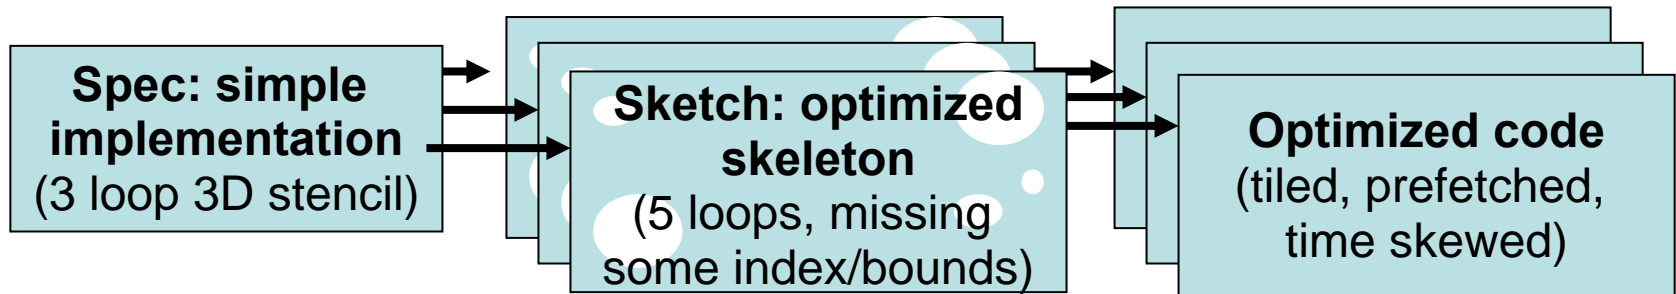 Spec: simple
implementation
(3 loop 3D stencil)
Sketch: optimized
skeleton
(5 loops, missing
some index/bounds)
Optimized code
(tiled, prefetched,
time skewed)